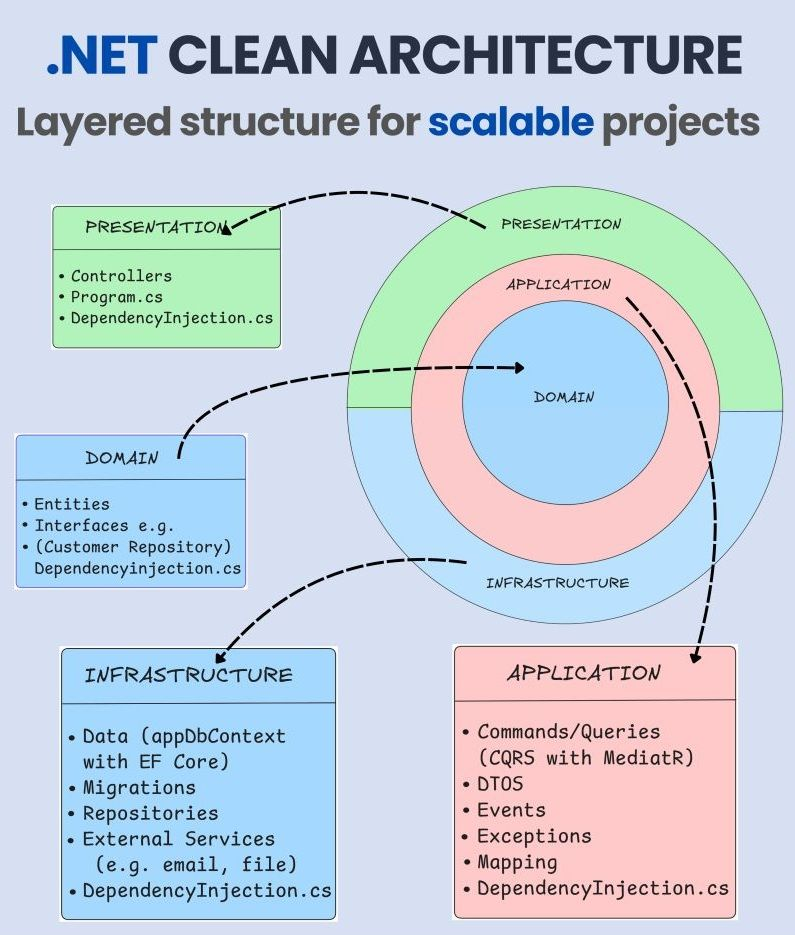 .NET CLEAN ARCHITECTURE
Layered structure for scalable projects
PRESENTATION
• Controllers
• Program.cs
• DependencyInjection.cs
PRESENTATION
APPLICATION
DOMAIN
INFRASTRUCTURE
DOMAIN
• Entities
• Interfaces e.g.
• (Customer Repository)
Dependencyinjection.cs
INFRASTRUCTURE
• Data (appDbContext
with EF Core)
• Migrations
• Repositories
• External Services
(e.g. email, file)
• DependencyInjection.cs
APPLICATION
• Commands/Queries
(CQRS with MediatR)
• DTOS
• Events
• Exceptions
• Mapping
• DependencyInjection.cs